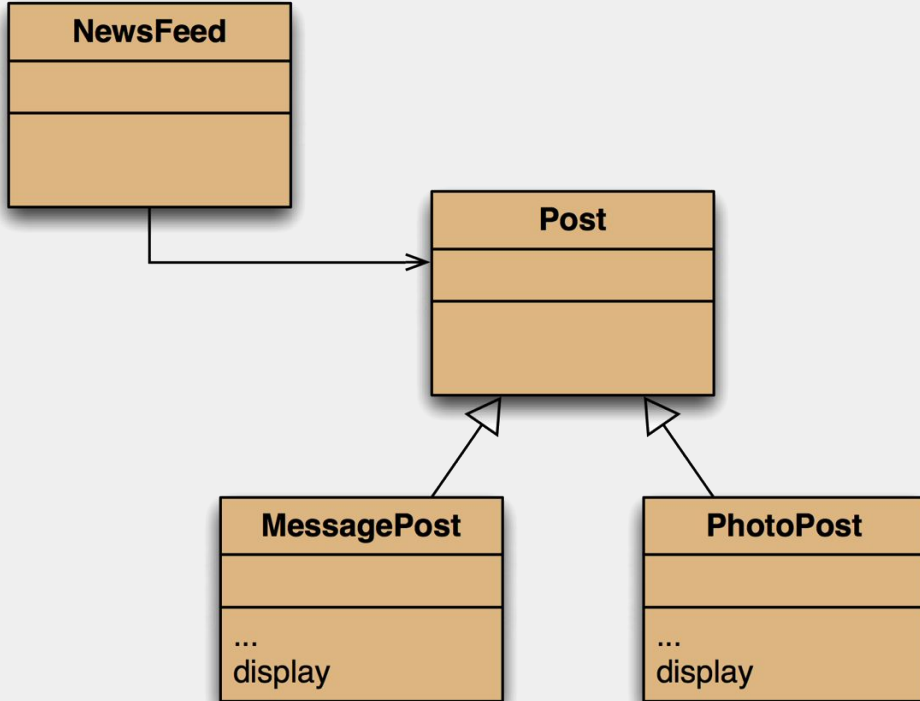 NewsFeed
Post
MessagePost
...
display
PhotoPost
...
display